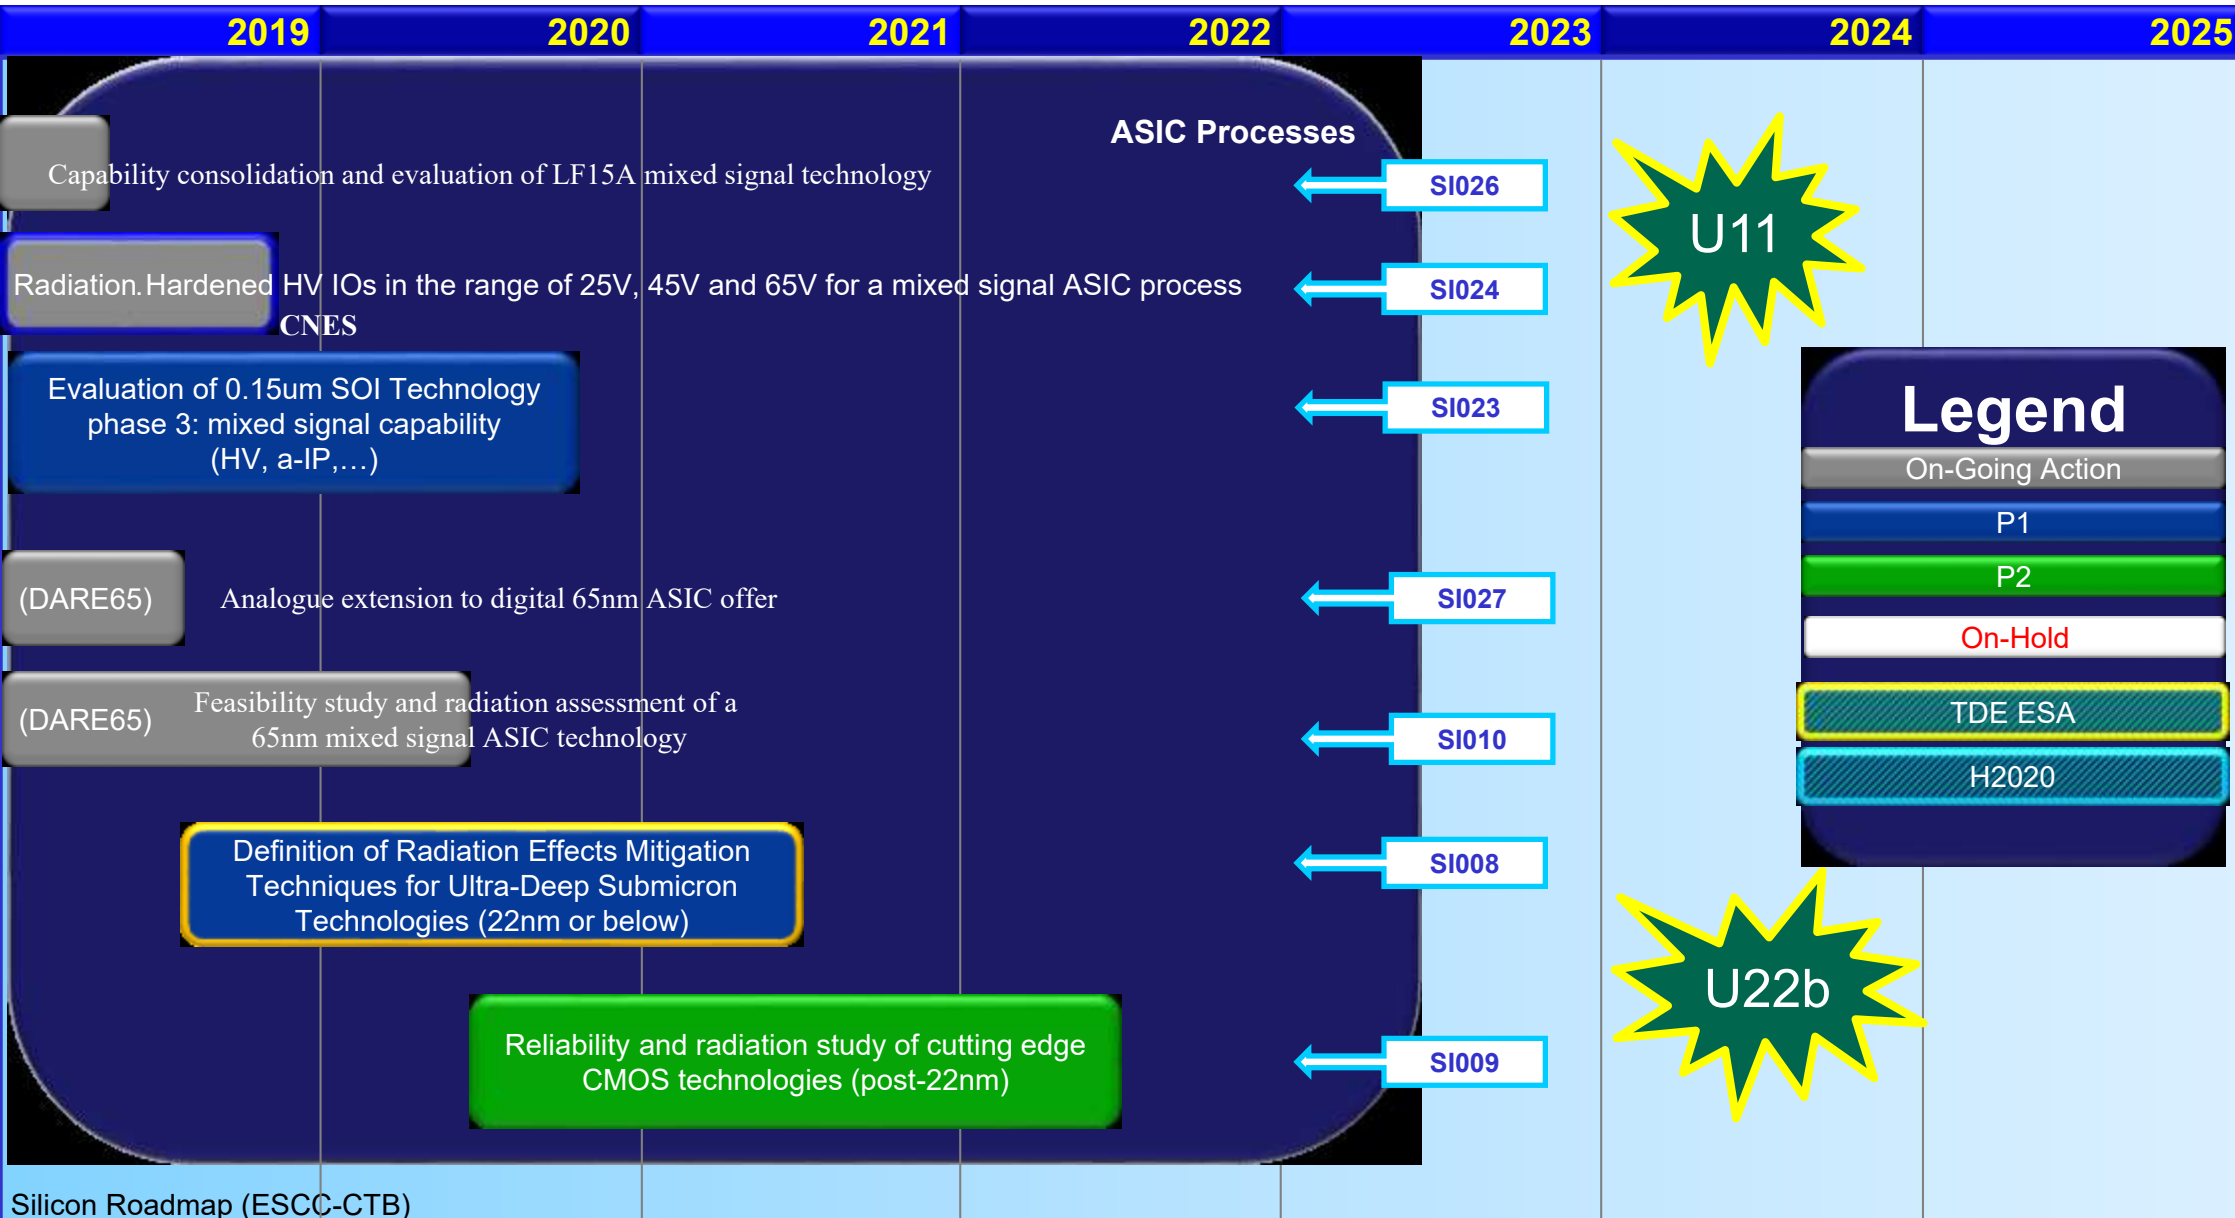 2019 2020 2021 2022 2023 2024 2025
ASIC Processes
Capability consolidation and evaluation of LF15A mixed signal technology
SI026
U11
Radiation.Hardened HV IOs in the range of 25V, 45V and 65V for a mixed signal ASIC process
SI024
CNES
Evaluation of 0.15um SOI Technology
phase 3: mixed signal capability
(HV, a-IP,…)
SI023
(DARE65)
Analogue extension to digital 65nm ASIC offer
SI027
(DARE65)
Feasibility study and radiation assessment of a
65nm mixed signal ASIC technology
SI010
Definition of Radiation Effects Mitigation
Techniques for Ultra-Deep Submicron
Technologies (22nm or below)
SI008
Reliability and radiation study of cutting edge
CMOS technologies (post-22nm)
SI009
Legend
On-Going Action
P1
P2
On-Hold
TDE ESA
H2020
U22b
Silicon Roadmap (ESCC-CTB)